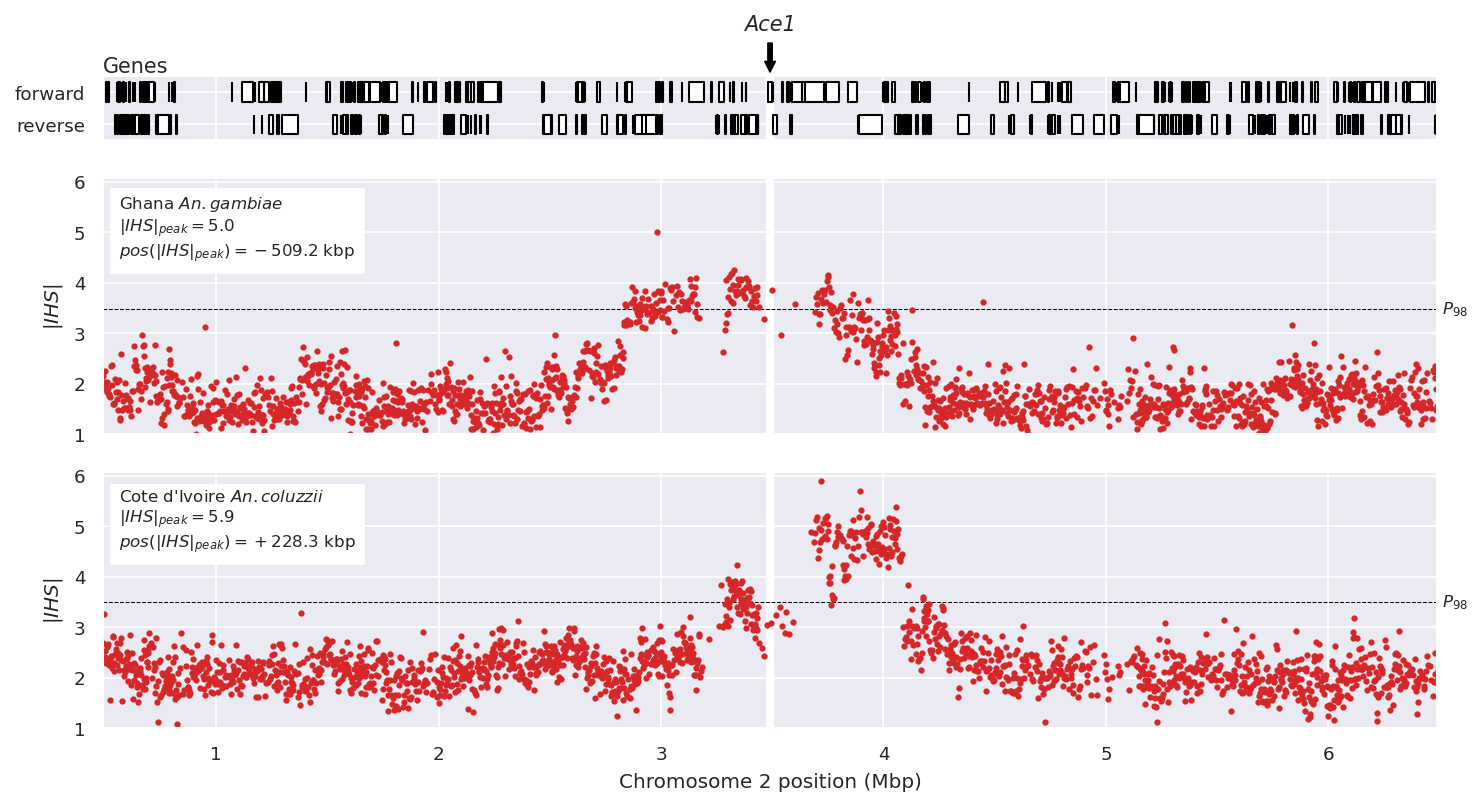 Ace1
Genes
forward
reverse
6
5
4
3
2
1
|IHS|
Ghana An. gambiae
|IHS|peak = 5.0
pos(|IHS|peak) = −509.2 kbp
P98
6
5
4
3
2
1
|IHS|
Cote d'Ivoire An. coluzzii
|IHS|peak = 5.9
pos(|IHS|peak) = +228.3 kbp
P98
1 2 3 4 5 6
Chromosome 2 position (Mbp)